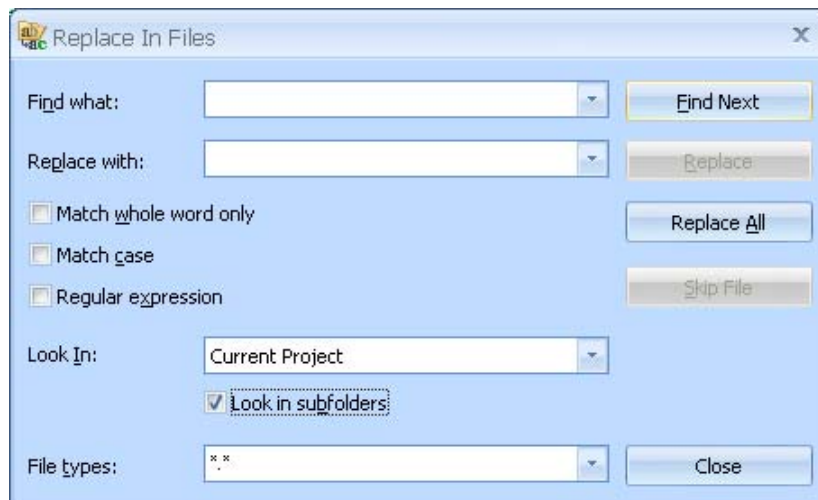 Replace In Files
Find what:
Find Next
Replace with:
Replace
Match whole word only
Replace All
Match case
Skip File
Regular expression
Look In:
Current Project
Look in subfolders
File types:
*.*
Close